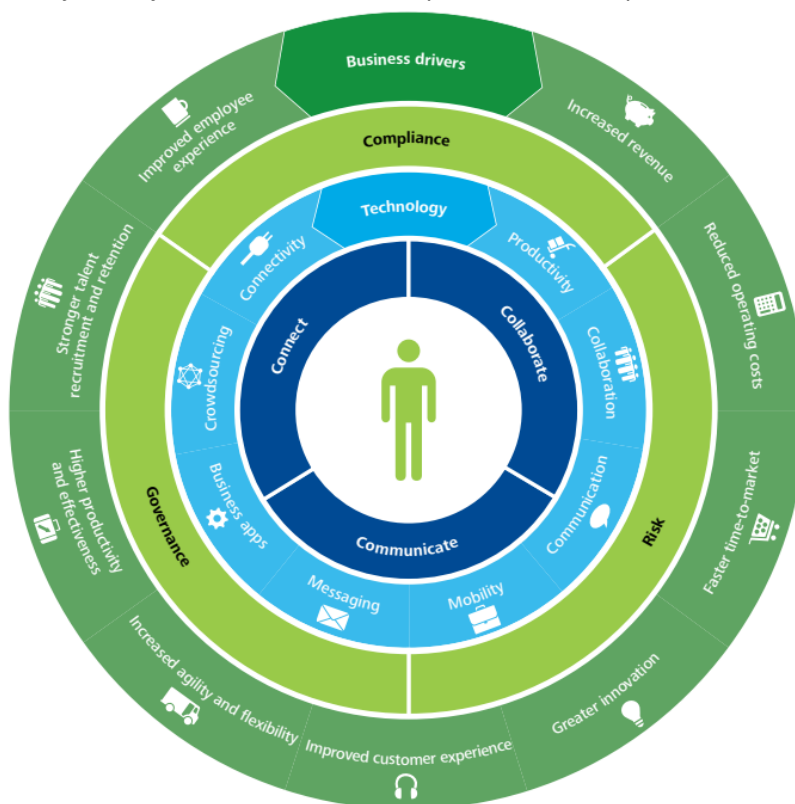 Business drivers
Increased revenue
Reduced operating costs
Faster time-to-market
Greater innovation
Improved customer experience
Increased agility and flexibility
Higher productivity
and effectiveness
Stronger talent
recruitment and retention
Improved employee
experience
Compliance
Risk
Governance
Technology
Productivity
Collaboration
Communication
Mobility
Messaging
Business apps
Crowdsourcing
Connectivity
Connect
Collaborate
Communicate